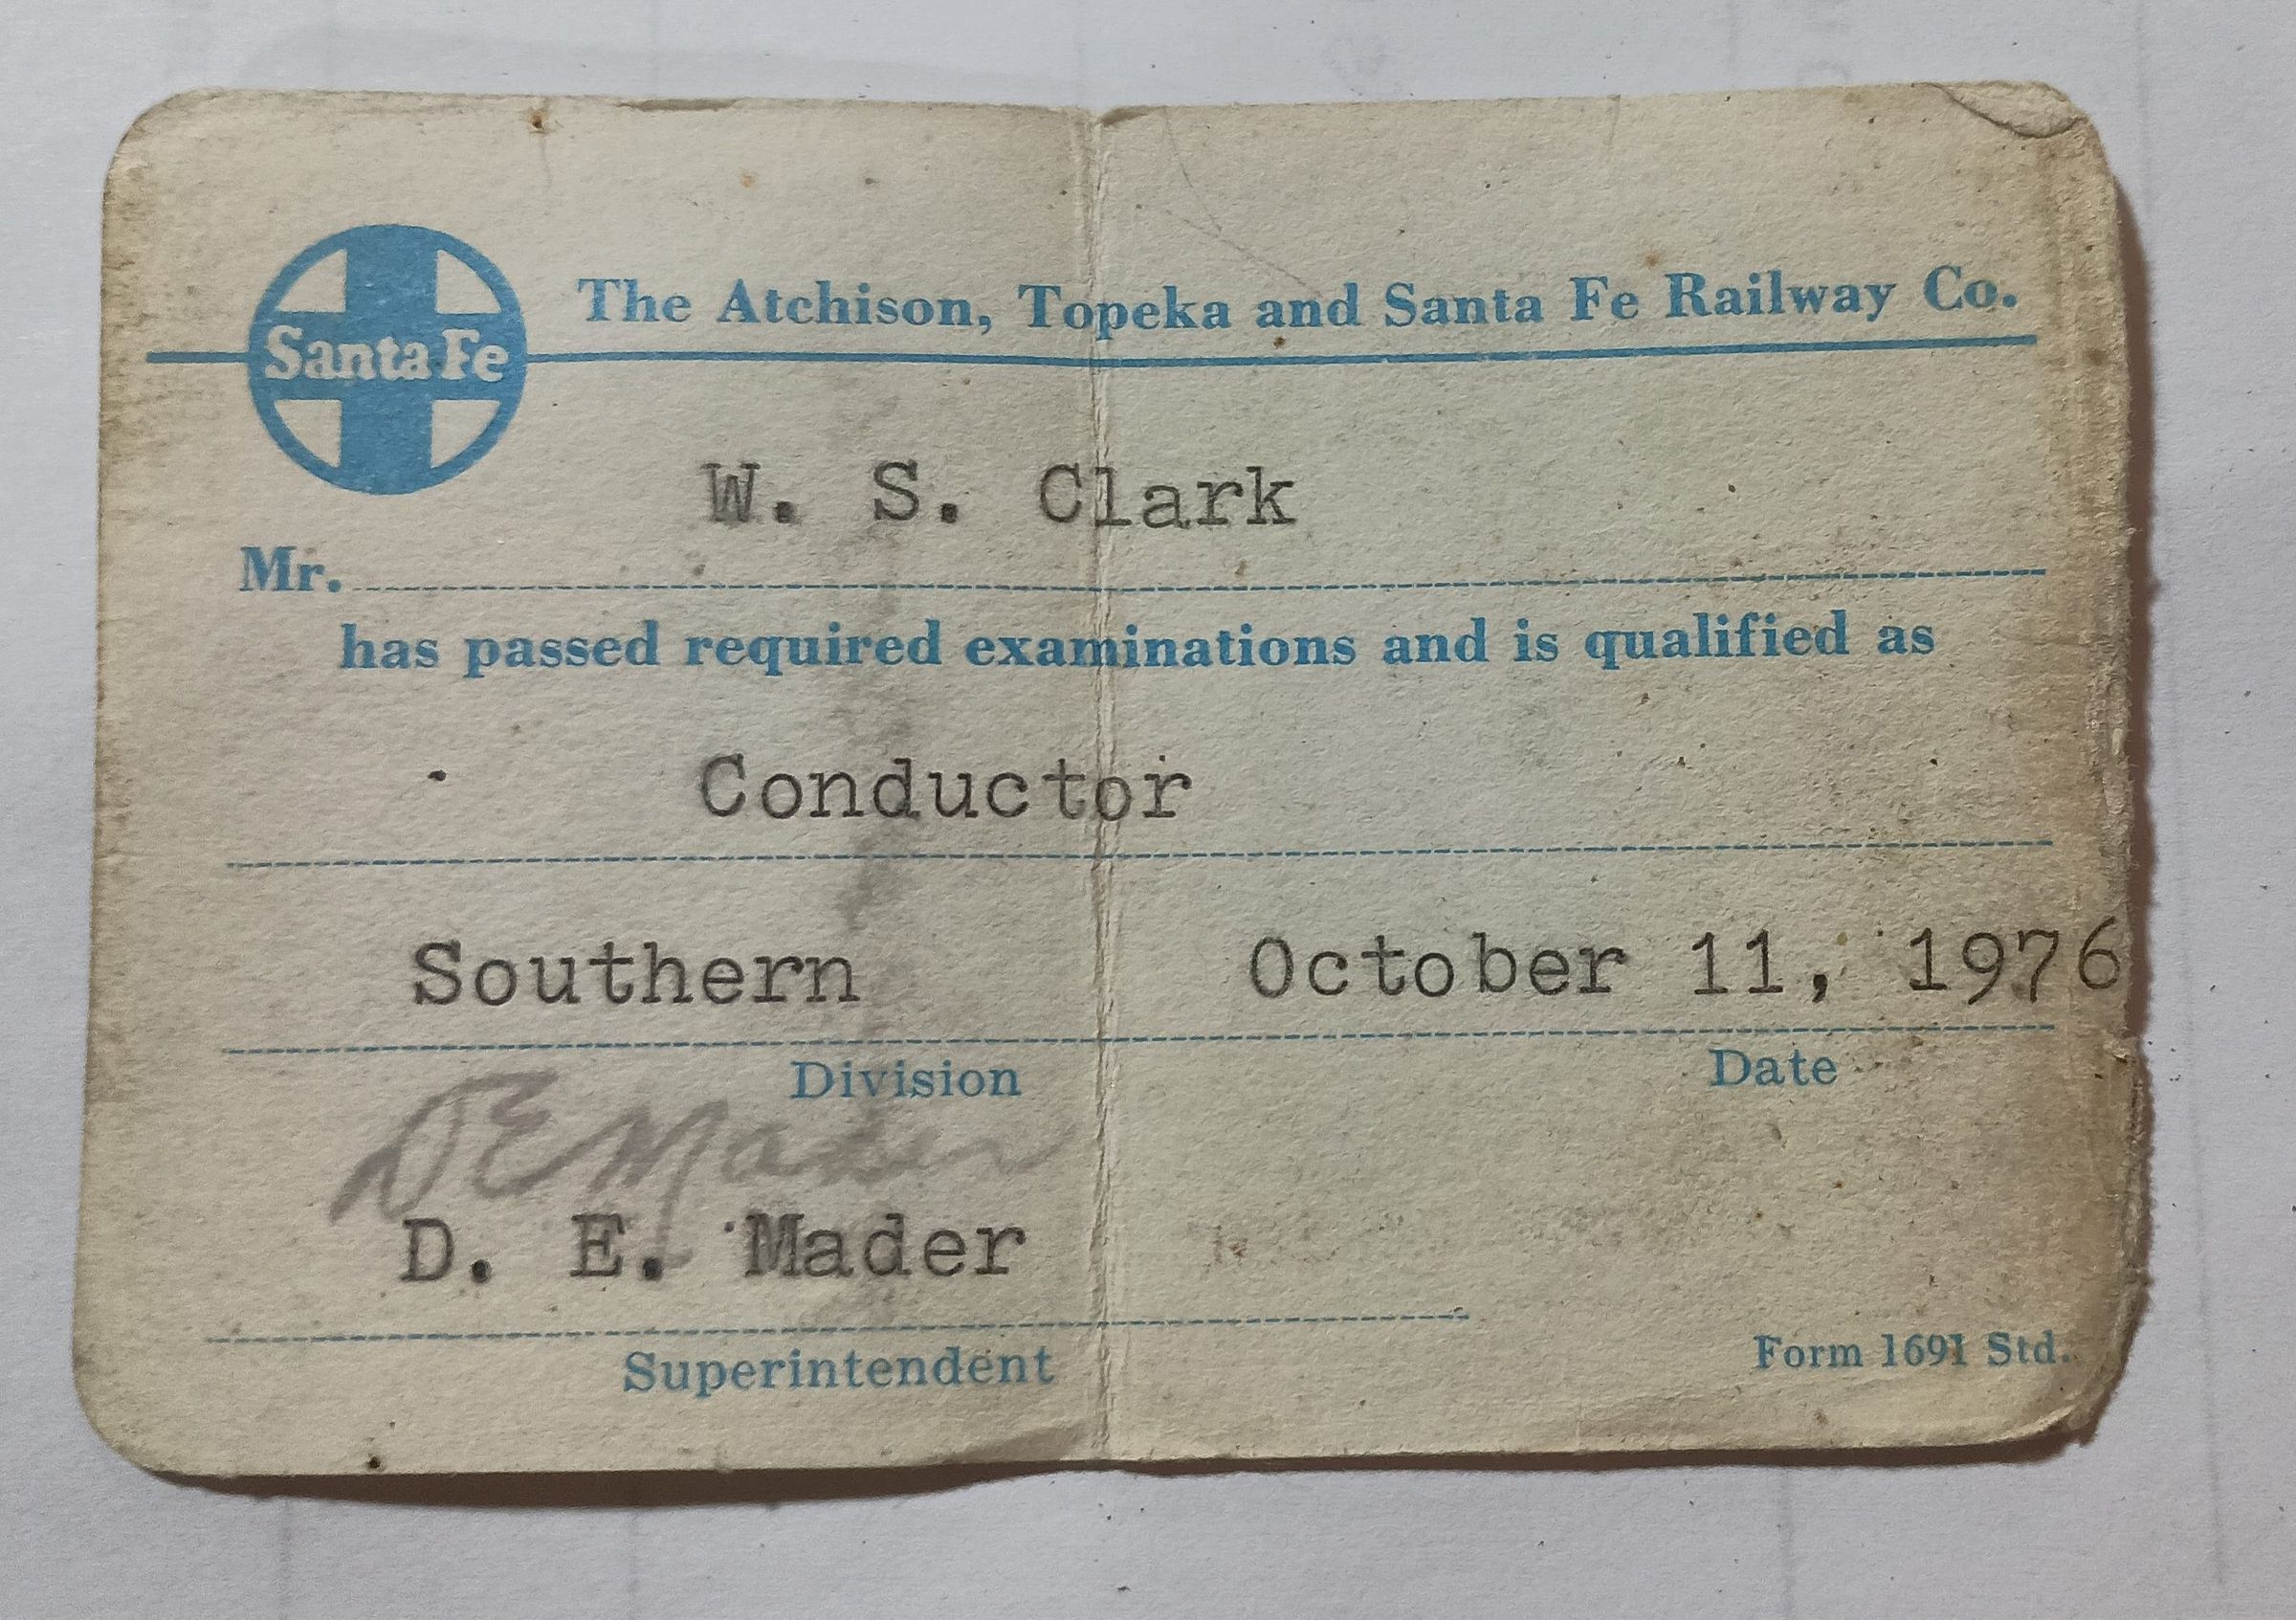 The Atchison, Topeka and Santa Fe Railway Co.
Santa Fe
W. S. Clark
Mr.
has passed required examinations and is qualified as
Conductor
Southern October 11, 1976
Division Date
D E Mader
D. E. Mader
Superintendent
Form 1691 Std.